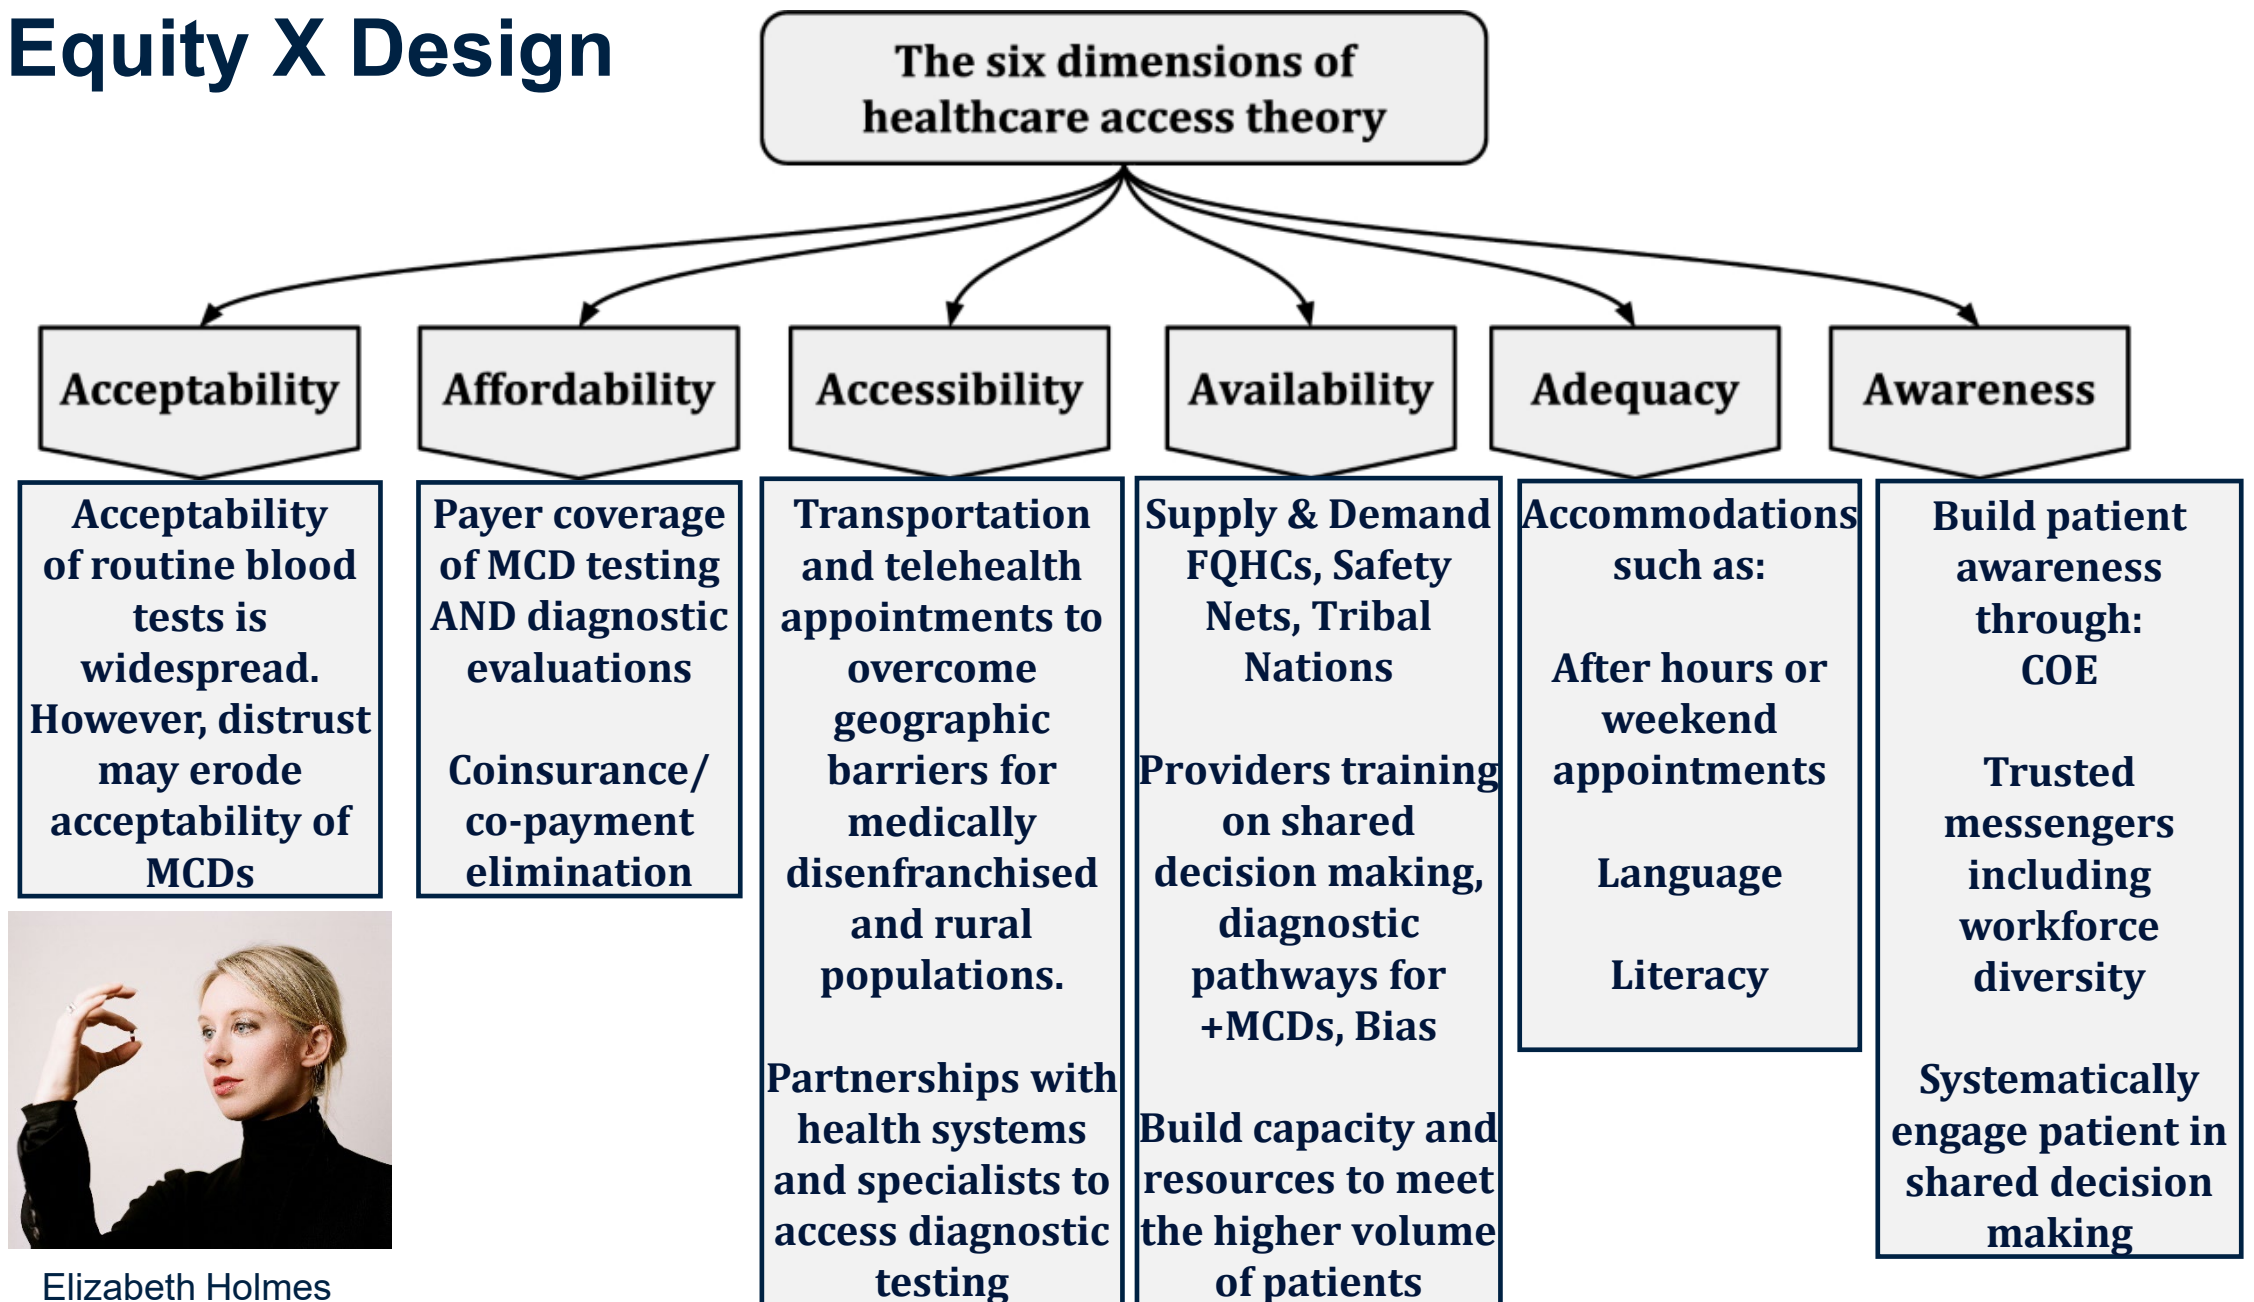 Equity X Design
The six dimensions of
healthcare access theory
Acceptability
Affordability
Accessibility
Availability
Adequacy
Awareness
Acceptability
of routine blood
tests is
widespread.
However, distrust
may erode
acceptability of
MCDs
Payer coverage
of MCD testing
AND diagnostic
evaluations
Coinsurance/
co-payment
elimination
Transportation
and telehealth
appointments to
overcome
geographic
barriers for
medically
disenfranchised
and rural
populations.
Partnerships with
health systems
and specialists to
access diagnostic
testing
Supply & Demand
FQHCs, Safety
Nets, Tribal
Nations
Providers training
on shared
decision making,
diagnostic
pathways for
+MCDs, Bias
Build capacity and
resources to meet
the higher volume
of patients
Accommodations
such as:
After hours or
weekend
appointments
Language
Literacy
Build patient
awareness
through:
COE
Trusted
messengers
including
workforce
diversity
Systematically
engage patient in
shared decision
making
Elizabeth Holmes